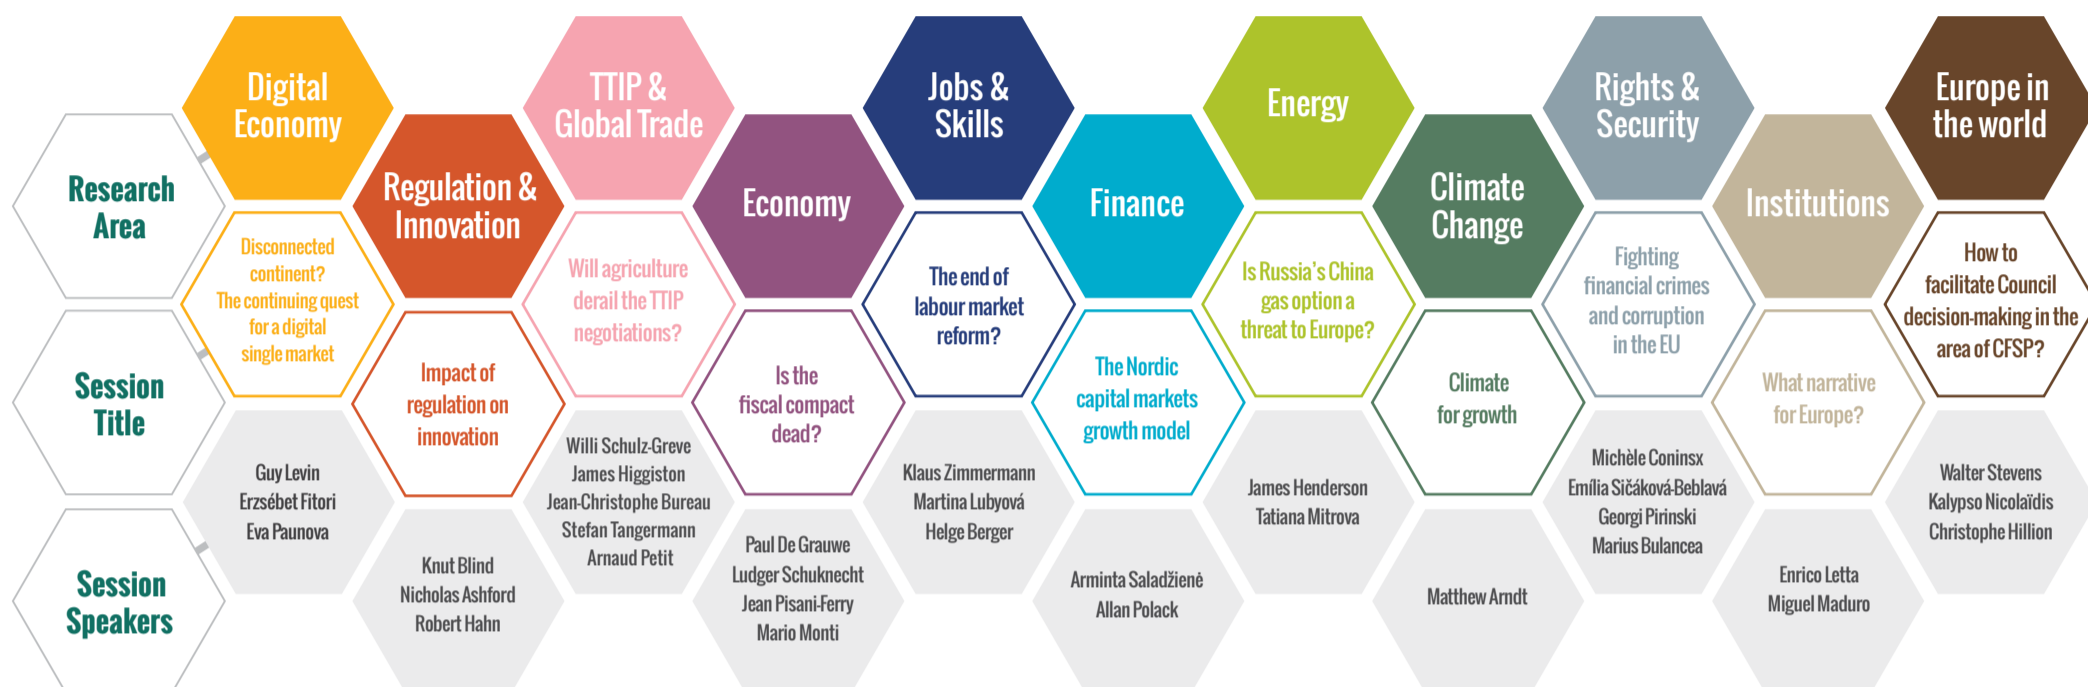 Research
Area
Session
Title
Session
Speakers
Digital
Economy
Disconnected
continent?
The continuing quest
for a digital
single market
Guy Levin
Erzsébet Fitori
Eva Paunova
Regulation &
Innovation
Impact of
regulation on
innovation
Knut Blind
Nicholas Ashford
Robert Hahn
TTIP &
Global Trade
Will agriculture
derail the TTIP
negotiations?
Willi Schulz-Greve
James Higgiston
Jean-Christophe Bureau
Stefan Tangermann
Arnaud Petit
Economy
Is the
fiscal compact
dead?
Paul De Grauwe
Ludger Schuknecht
Jean Pisani-Ferry
Mario Monti
Jobs &
Skills
The end of
labour market
reform?
Klaus Zimmermann
Martina Lubyová
Helge Berger
Finance
The Nordic
capital markets
growth model
Arminta Saladžienė
Allan Polack
Energy
Is Russia's China
gas option a
threat to Europe?
James Henderson
Tatiana Mitrova
Climate
Change
Climate
for growth
Matthew Arndt
Rights &
Security
Fighting
financial crimes
and corruption
in the EU
Michèle Coninsx
Emília Sičáková-Beblavá
Georgi Pirinski
Marius Bulancea
Institutions
What narrative
for Europe?
Enrico Letta
Miguel Maduro
Europe in
the world
How to
facilitate Council
decision-making in the
area of CFSP?
Walter Stevens
Kalypso Nicolaïdis
Christophe Hillion